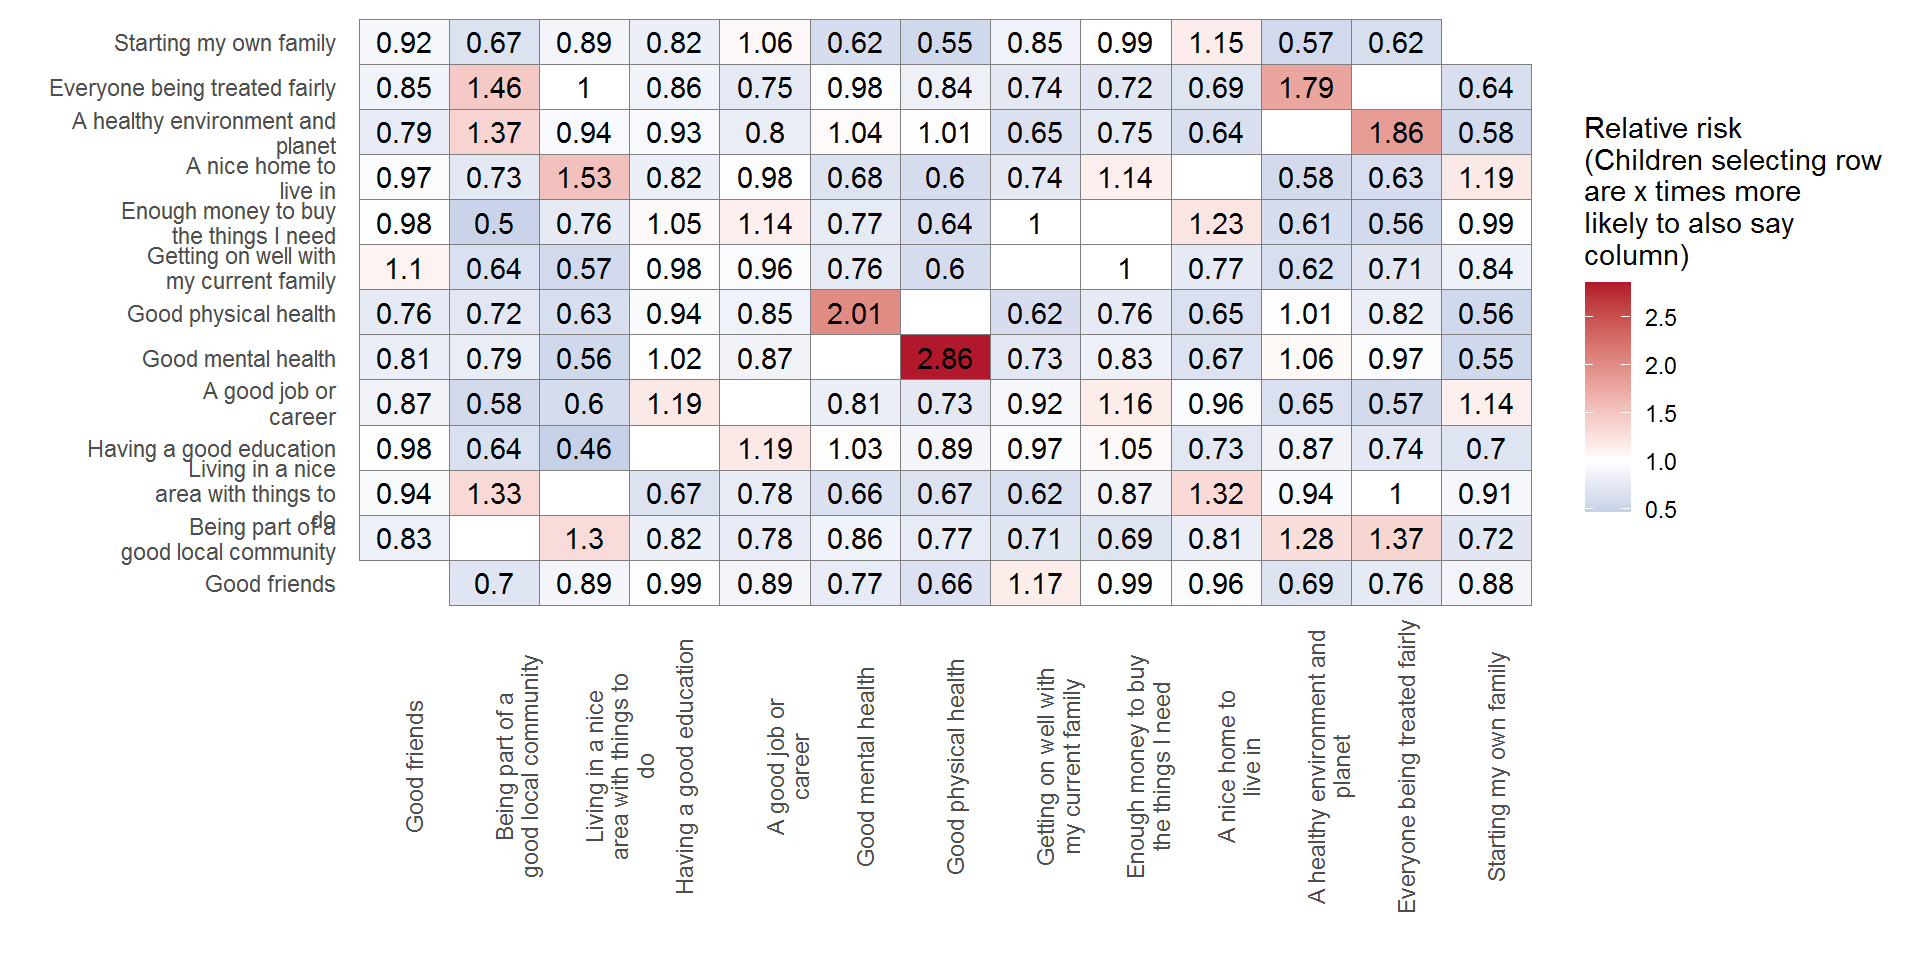 Starting my own family 0.92 0.67 0.89 0.82 1.06 0.62 0.55 0.85 0.99 1.15 0.57 0.62
Everyone being treated fairly 0.85 1.46 1 0.86 0.75 0.98 0.84 0.74 0.72 0.69 1.79 0.64
A healthy environment and
planet 0.79 1.37 0.94 0.93 0.8 1.04 1.01 0.65 0.75 0.64 1.86 0.58
A nice home to
live in 0.97 0.73 1.53 0.82 0.98 0.68 0.6 0.74 1.14 0.58 0.63 1.19
Enough money to buy
the things I need 0.98 0.5 0.76 1.05 1.14 0.77 0.64 1 1.23 0.61 0.56 0.99
Getting on well with
my current family 1.1 0.64 0.57 0.98 0.96 0.76 0.6 1 0.77 0.62 0.71 0.84
Good physical health 0.76 0.72 0.63 0.94 0.85 2.01 0.62 0.76 0.65 1.01 0.82 0.56
Good mental health 0.81 0.79 0.56 1.02 0.87 2.86 0.73 0.83 0.67 1.06 0.97 0.55
A good job or
career 0.87 0.58 0.6 1.19 0.81 0.73 0.92 1.16 0.96 0.65 0.57 1.14
Having a good education 0.98 0.64 0.46 1.19 1.03 0.89 0.97 1.05 0.73 0.87 0.74 0.7
Living in a nice
area with things to
do 0.94 1.33 0.67 0.78 0.66 0.67 0.62 0.87 1.32 0.94 1 0.91
Being part of a
good local community 0.83 1.3 0.82 0.78 0.86 0.77 0.71 0.69 0.81 1.28 1.37 0.72
Good friends 0.7 0.89 0.99 0.89 0.77 0.66 1.17 0.99 0.96 0.69 0.76 0.88
Good friends
Being part of a
good local community
Living in a nice
area with things to
do
Having a good education
A good job or
career
Good mental health
Good physical health
Getting on well with
my current family
Enough money to buy
the things I need
A nice home to
live in
A healthy environment and
planet
Everyone being treated fairly
Starting my own family
Relative risk
(Children selecting row
are x times more
likely to also say
column)
2.5
2.0
1.5
1.0
0.5